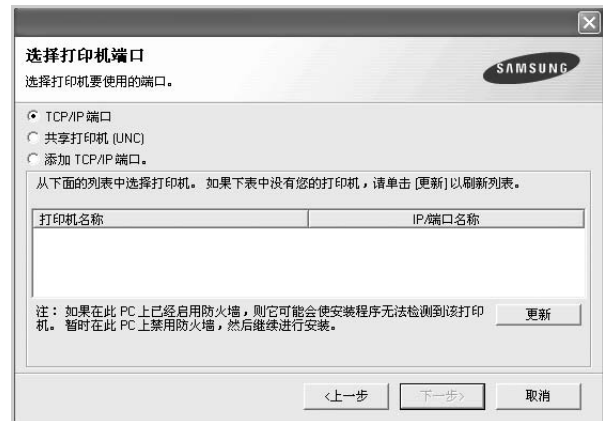 选择打印机端口
选择打印机要使用的端口。
SAMSUNG
TCP/IP 端口
共享打印机 (UNC)
添加 TCP/IP 端口。
从下面的列表中选择打印机。 如果下表中没有您的打印机，请单击 [更新] 以刷新列表。
打印机名称 IP/端口名称
注： 如果在此 PC 上已经启用防火墙，则它可能会使安装程序无法检测到该打印
机。 暂时在此 PC 上禁用防火墙，然后继续进行安装。
更新
<上一步 下一步> 取消